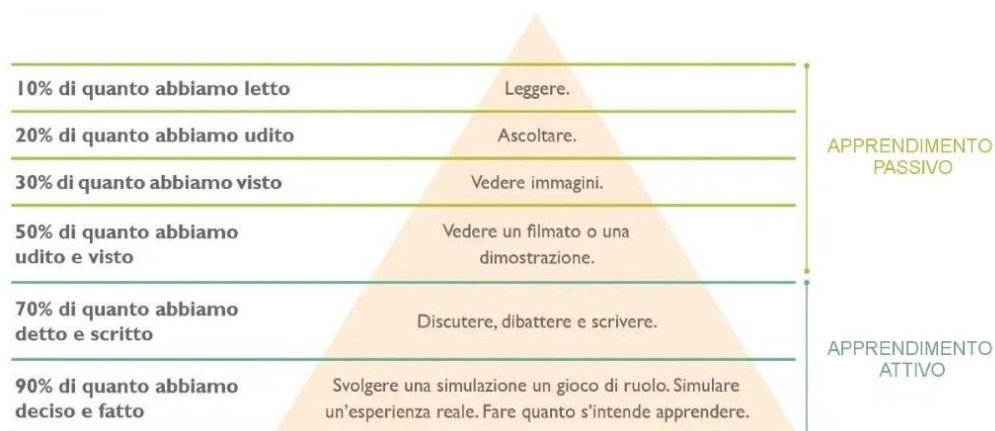 10% di quanto abbiamo letto
Leggere.
20% di quanto abbiamo udito
Ascoltare.
30% di quanto abbiamo visto
Vedere immagini.
50% di quanto abbiamo
udito e visto
Vedere un filmato o una
dimostrazione.
APPRENDIMENTO
PASSIVO
70% di quanto abbiamo
detto e scritto
Discutere, dibattere e scrivere.
90% di quanto abbiamo
deciso e fatto
Svolgere una simulazione un gioco di ruolo. Simulare
un'esperienza reale. Fare quanto s'intende apprendere.
APPRENDIMENTO
ATTIVO